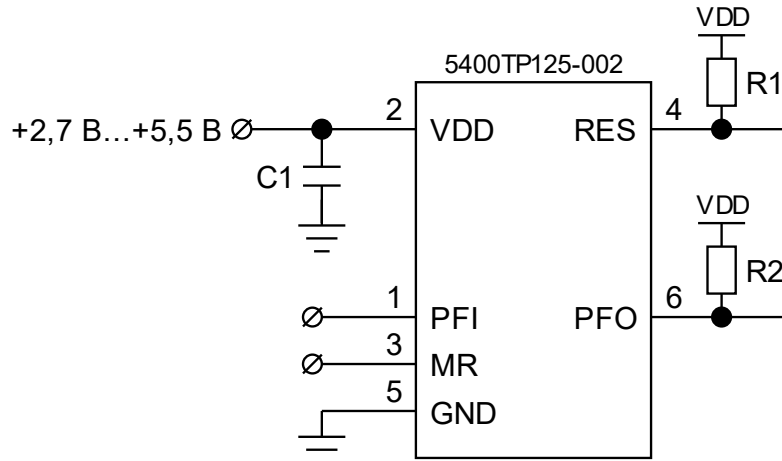 VDD
5400TP125-002
R1
2
4
+2,7 В...+5,5 В
VDD
RES
C1
VDD
R2
1
6
PFI
PFO
3
MR
5
GND